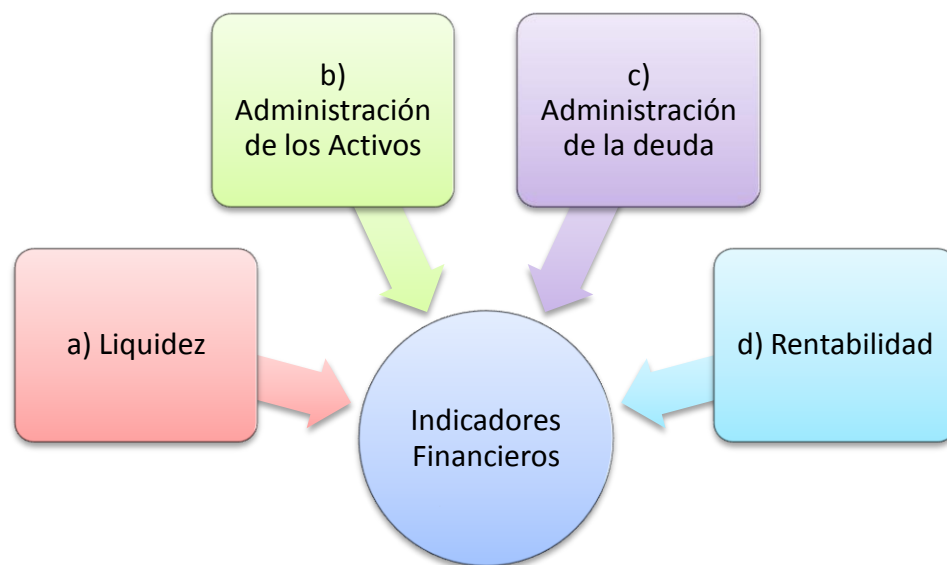 a) Liquidez
b)
Administración
de los Activos
c)
Administración
de la deuda
d) Rentabilidad
Indicadores
Financieros